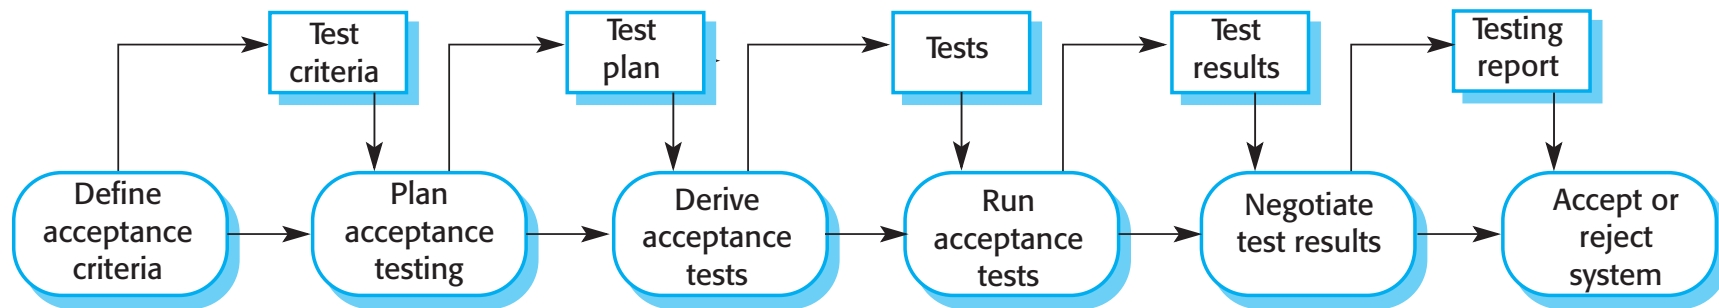 Test
criteria
Test
plan
Tests
Test
results
Testing
report
Define
acceptance
criteria
Plan
acceptance
testing
Derive
acceptance
tests
Run
acceptance
tests
Negotiate
test results
Accept or
reject
system